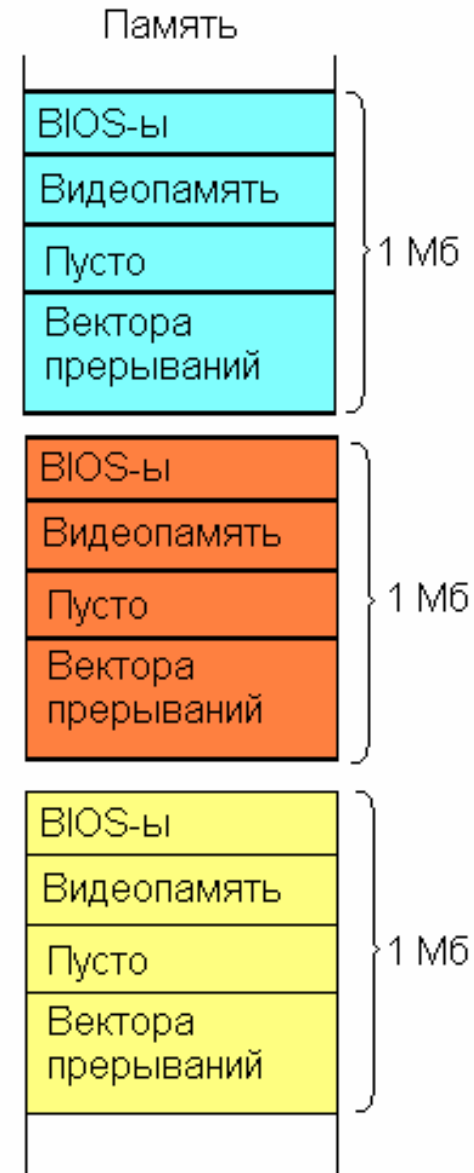 Память
BIOS-ы
Видеопамять
Пусто
Вектора
прерываний
1 Мб
BIOS-ы
Видеопамять
Пусто
Вектора
прерываний
1 Мб
BIOS-ы
Видеопамять
Пусто
Вектора
прерываний
1 Мб